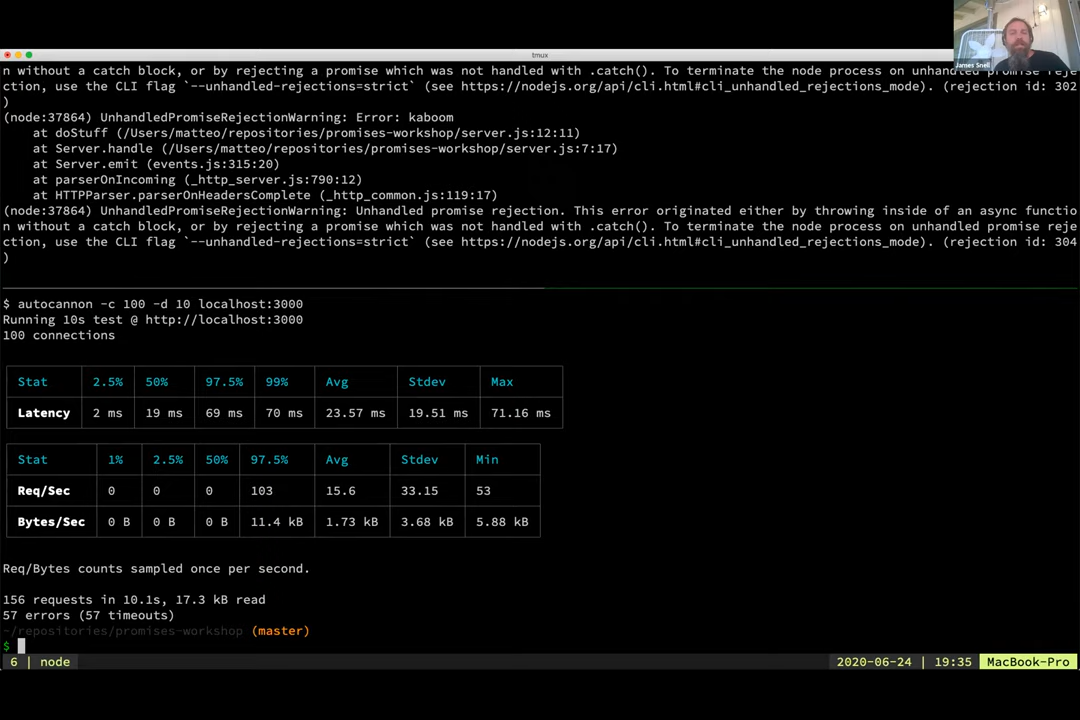 tmux
James Snell
n without a catch block, or by rejecting a promise which was not handled with .catch(). To terminate the node process on unhandled promise reje
ction, use the CLI flag `--unhandled-rejections=strict` (see https://nodejs.org/api/cli.html#cli_unhandled_rejections_mode). (rejection id: 302
)
(node:37864) UnhandledPromiseRejectionWarning: Error: kaboom
    at doStuff (/Users/matteo/repositories/promises-workshop/server.js:12:11)
    at Server.handle (/Users/matteo/repositories/promises-workshop/server.js:7:17)
    at Server.emit (events.js:315:20)
    at parserOnIncoming (_http_server.js:790:12)
    at HTTPParser.parserOnHeadersComplete (_http_common.js:119:17)
(node:37864) UnhandledPromiseRejectionWarning: Unhandled promise rejection. This error originated either by throwing inside of an async functio
n without a catch block, or by rejecting a promise which was not handled with .catch(). To terminate the node process on unhandled promise reje
ction, use the CLI flag `--unhandled-rejections=strict` (see https://nodejs.org/api/cli.html#cli_unhandled_rejections_mode). (rejection id: 304
)
$ autocannon -c 100 -d 10 localhost:3000
Running 10s test @ http://localhost:3000
100 connections
Stat 2.5% 50% 97.5% 99% Avg Stdev Max
Latency 2 ms 19 ms 69 ms 70 ms 23.57 ms 19.51 ms 71.16 ms
Stat 1% 2.5% 50% 97.5% Avg Stdev Min
Req/Sec 0 0 0 103 15.6 33.15 53
Bytes/Sec 0 B 0 B 0 B 11.4 kB 1.73 kB 3.68 kB 5.88 kB
Req/Bytes counts sampled once per second.
156 requests in 10.1s, 17.3 kB read
57 errors (57 timeouts)
~/repositories/promises-workshop (master)
$
6 | node 2020-06-24 | 19:35 MacBook-Pro